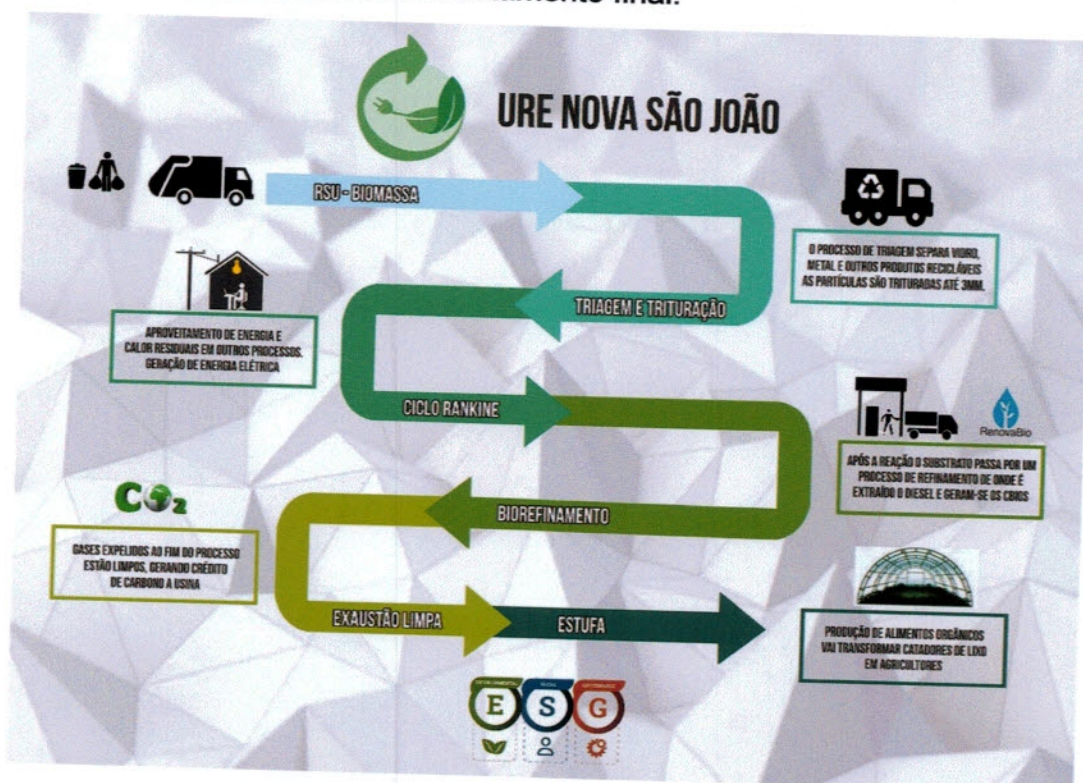 final.
URE NOVA SÃO JOÃO
RSU - BIOMASSA
O PROCESSO DE TRIAGEM SEPARA VIDRO,
METAL E OUTROS PRODUTOS RECICLÁVEIS
AS PARTÍCULAS SÃO TRITURADAS ATÉ 3MM.
TRIAGEM E TRITURAÇÃO
APROVEITAMENTO DE ENERGIA E
CALOR RESIDUAIS EM OUTROS PROCESSOS.
GERAÇÃO DE ENERGIA ELÉTRICA
CICLO RANKINE
RenovaBio
APÓS A REAÇÃO O SUBSTRATO PASSA POR UM
PROCESSO DE REFINAMENTO DE ONDE É
EXTRAÍDO O DIESEL E GERAM-SE OS CBIOS
BIOREFINAMENTO
CO2
GASES EXPELIDOS AO FIM DO PROCESSO
ESTÃO LIMPOS, GERANDO CRÉDITO
DE CARBONO A USINA
EXAUSTÃO LIMPA
ESTUFA
PRODUÇÃO DE ALIMENTOS ORGÂNICOS
VAI TRANSFORMAR CATADORES DE LIXO
EM AGRICULTORES
E S G